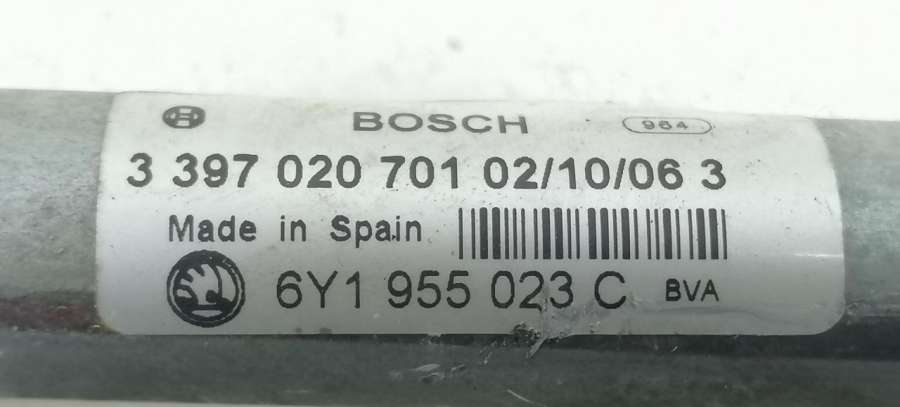 BOSCH 964
3 397 020 701 02/10/06 3
Made in Spain
6Y1 955 023 C BVA